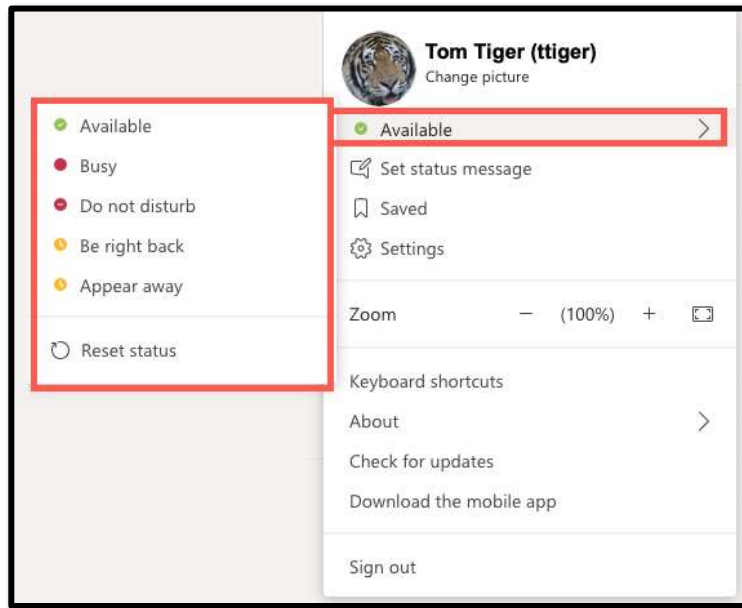 Tom Tiger (ttiger)
Change picture
Available
Set status message
Saved
Settings
Zoom − (100%) +
Keyboard shortcuts
About
Check for updates
Download the mobile app
Sign out
Available
Busy
Do not disturb
Be right back
Appear away
Reset status